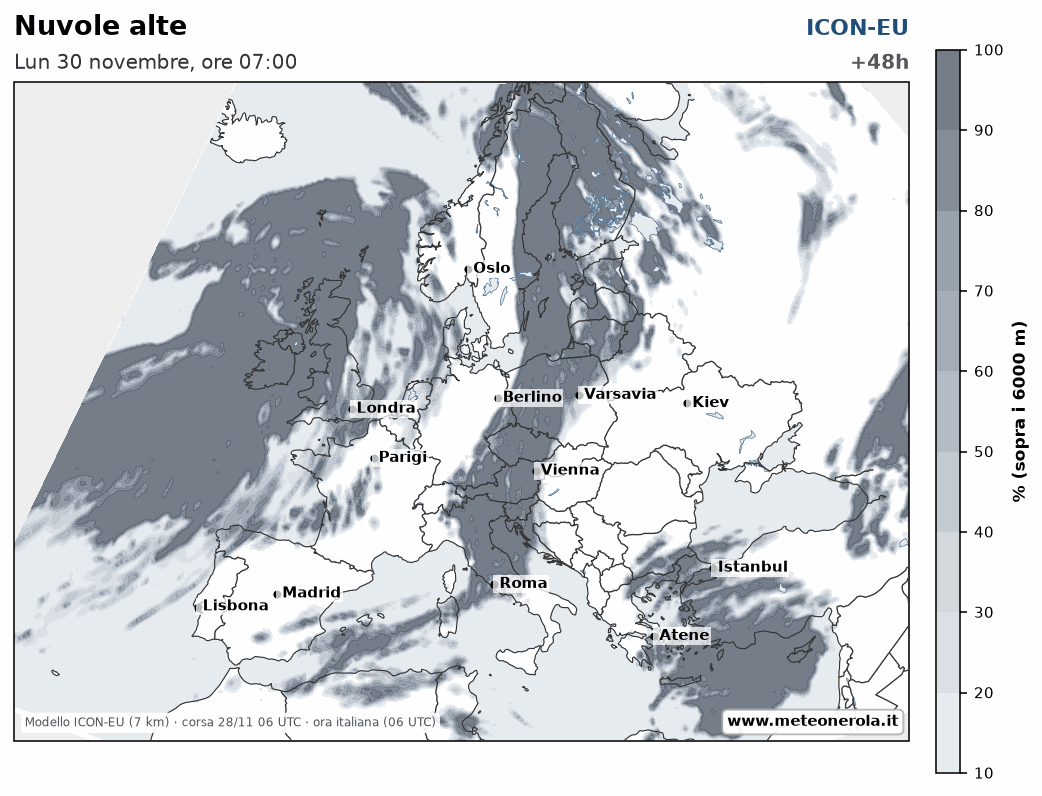 Nuvole alte
ICON-EU
Lun 30 novembre, ore 07:00
+48h
100
90
80
70
60
50
40
30
20
10
% (sopra i 6000 m)
Oslo
Berlino
Varsavia
Kiev
Londra
Parigi
Vienna
Istanbul
Roma
Madrid
Lisbona
Atene
Modello ICON-EU (7 km) · corsa 28/11 06 UTC · ora italiana (06 UTC)
www.meteonerola.it